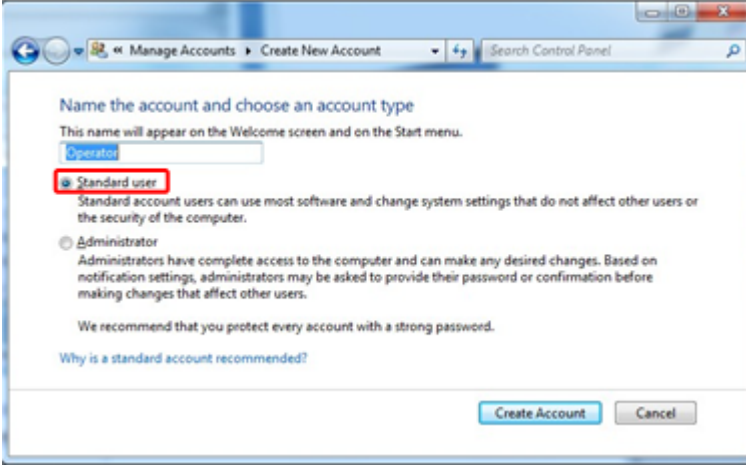 « Manage Accounts ▸ Create New Account
Search Control Panel
Name the account and choose an account type
This name will appear on the Welcome screen and on the Start menu.
Operator
Standard user
Standard account users can use most software and change system settings that do not affect other users or
the security of the computer.
Administrator
Administrators have complete access to the computer and can make any desired changes. Based on
notification settings, administrators may be asked to provide their password or confirmation before
making changes that affect other users.
We recommend that you protect every account with a strong password.
Why is a standard account recommended?
Create Account
Cancel